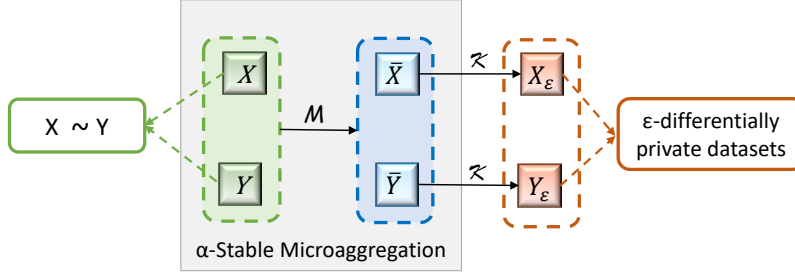 X X̄ 𝒦 X_ε
X ~ Y ℳ ε-differentially
private datasets
Y Ȳ 𝒦 Y_ε
α-Stable Microaggregation